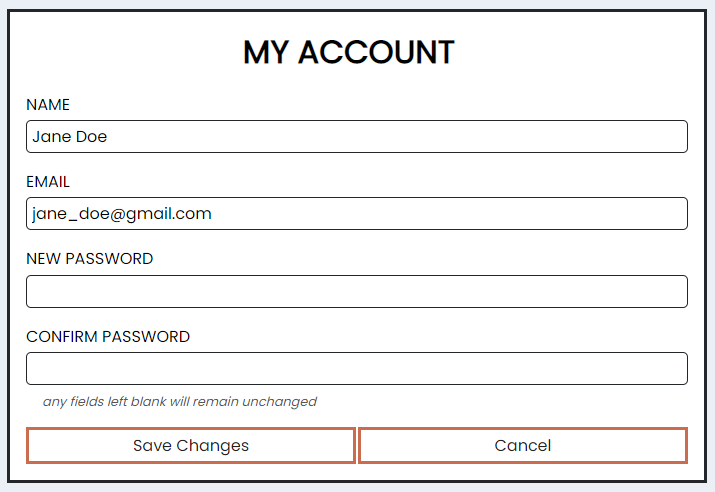 MY ACCOUNT
NAME
Jane Doe
EMAIL
jane_doe@gmail.com
NEW PASSWORD
CONFIRM PASSWORD
any fields left blank will remain unchanged
Save Changes
Cancel